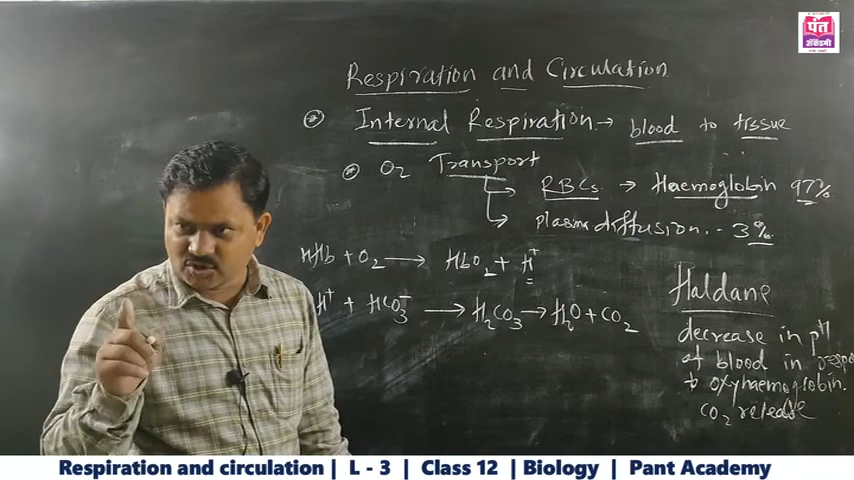 पंत
अॅकॅडमी
Respiration and Circulation
Internal Respiration → blood to tissue
O₂ Transport
→ RBCs → Haemoglobin 97%
→ plasma diffusion - 3%
HHb + O₂ → HbO₂ + H⁺
H⁺ + HCO₃⁻ → H₂CO₃ → H₂O + CO₂
Haldane
decrease in pH
of blood in respo
to oxyhaemoglobin.
CO₂ release
Respiration and circulation | L - 3 | Class 12 | Biology | Pant Academy